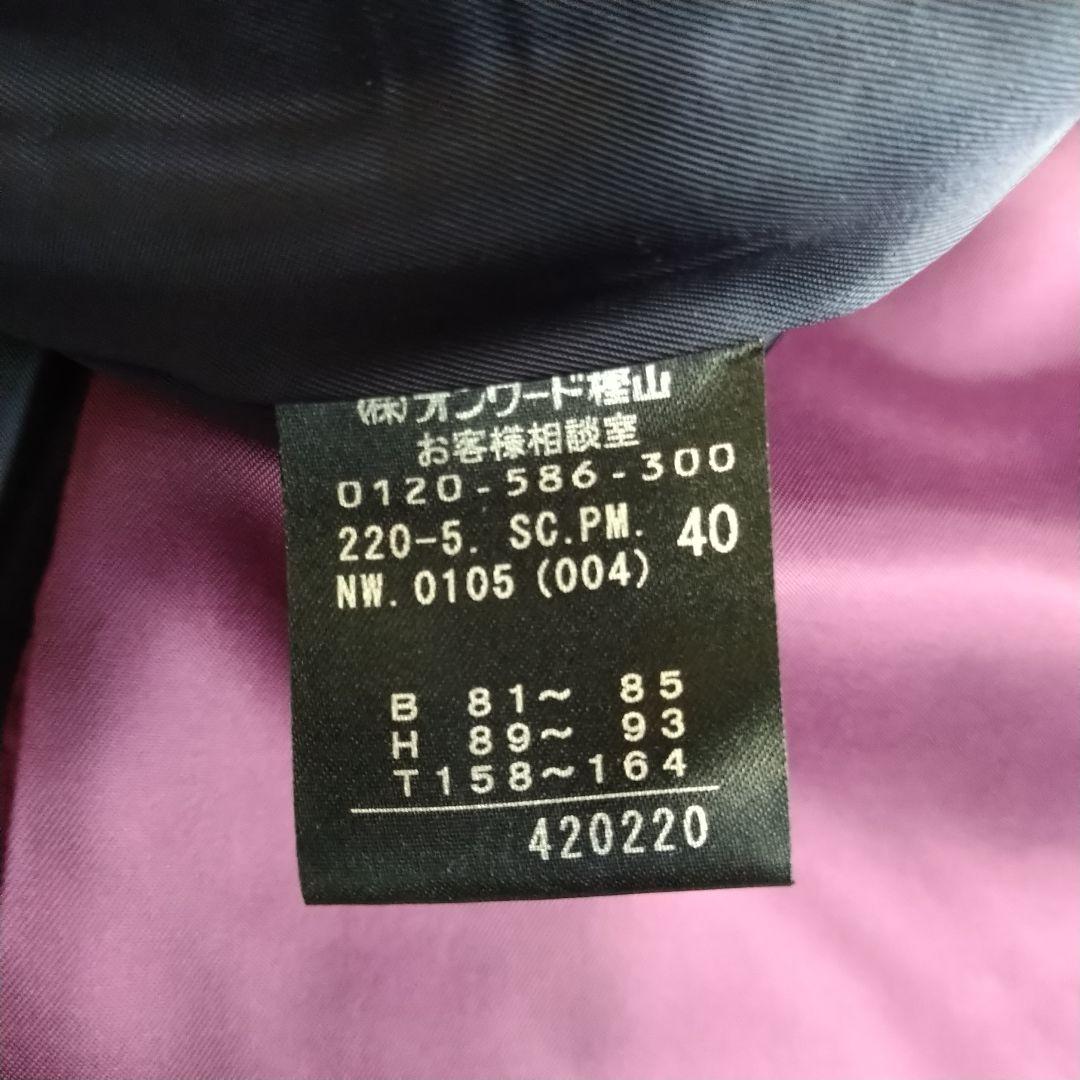 (株)オンワード樫山
お客様相談室
0120-586-300
220-5. SC.PM. 40
NW.0105(004)
B 81~ 85
H 89~ 93
T158~164
420220